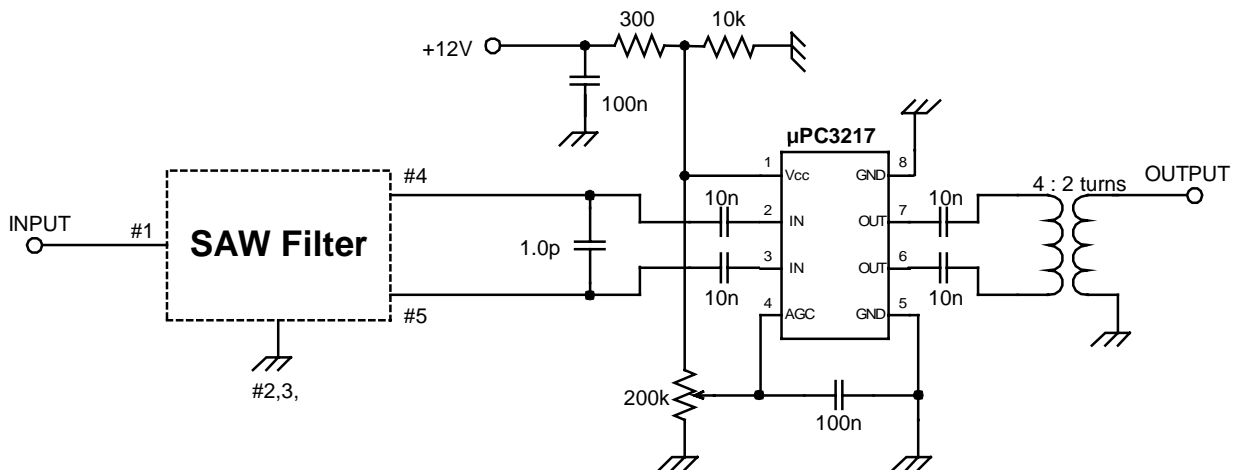 300
10k
+12V
100n
µPC3217
1
8
Vcc
GND
#4
4 : 2 turns
OUTPUT
10n
2
IN
OUT
7
10n
INPUT
#1
SAW Filter
1.0p
3
IN
OUT
6
10n
10n
#5
4
AGC
GND
5
#2,3,
200k
100n